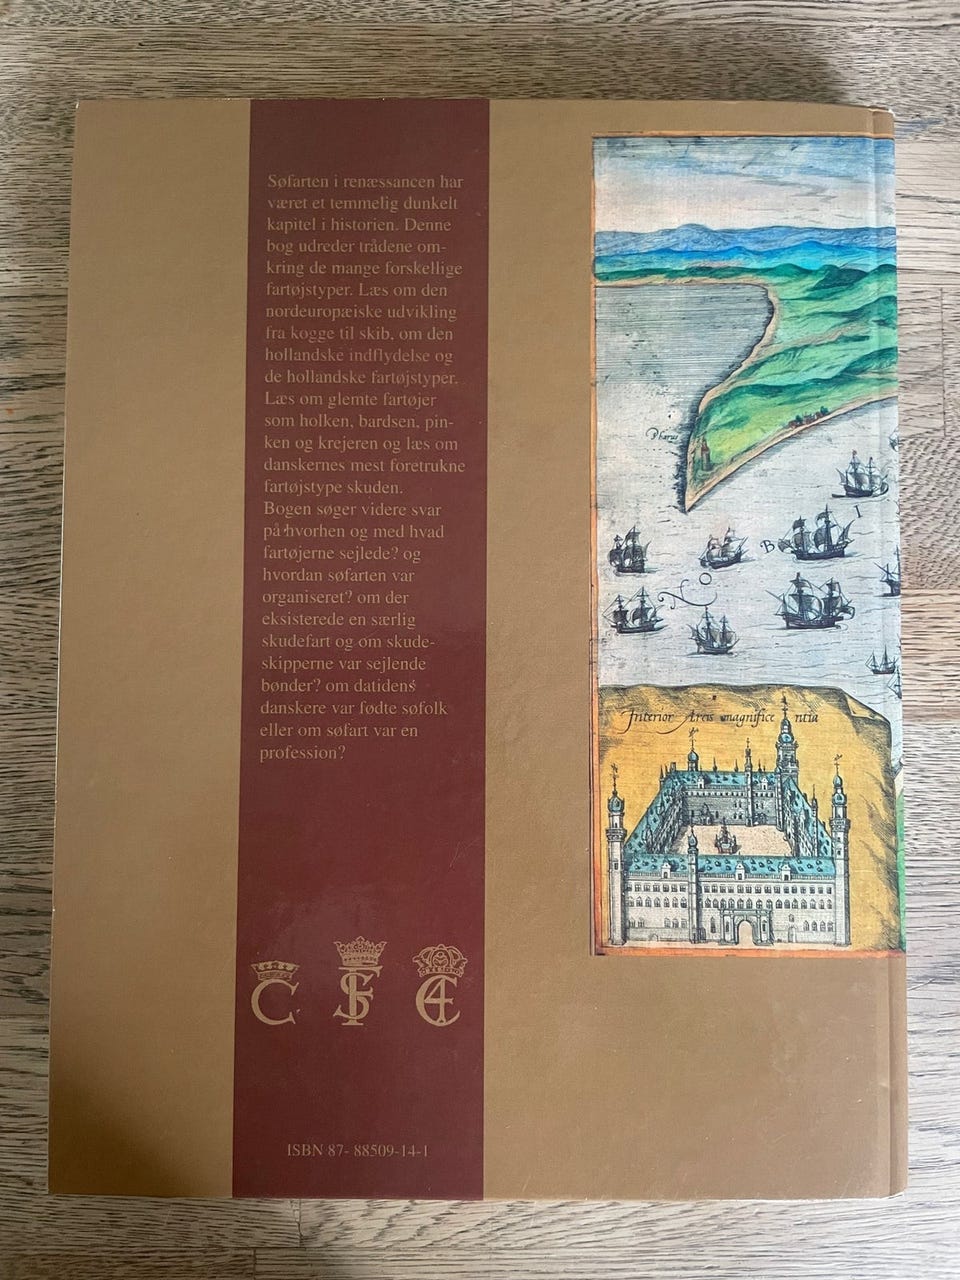 Søfarten i renæssancen har
været et temmelig dunkelt
kapitel i historien. Denne
bog udreder trådene om-
kring de mange forskellige
fartøjstyper. Læs om den
nordeuropæiske udvikling
fra kogge til skib, om den
hollandske indflydelse og
de hollandske fartøjstyper.
Læs om glemte fartøjer
som holken, bardsen, pin-
ken og krejeren og læs om
danskernes mest foretrukne
fartøjstype skuden.
Bogen søger videre svar
på hvorhen og med hvad
fartøjerne sejlede? og
hvordan søfarten var
organiseret? om der
eksisterede en særlig
skudefart og om skude-
skipperne var sejlende
bønder? om datidens
danskere var fødte søfolk
eller om søfart var en
profession?
C
FS
C4
ISBN 87- 88509-14-1
Pharus
NOBI
Interior Arcis magnifice ntia